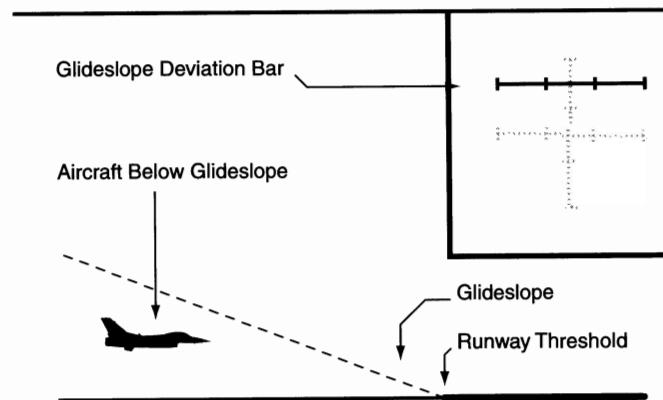 Glideslope Deviation Bar
Aircraft Below Glideslope
Glideslope
Runway Threshold